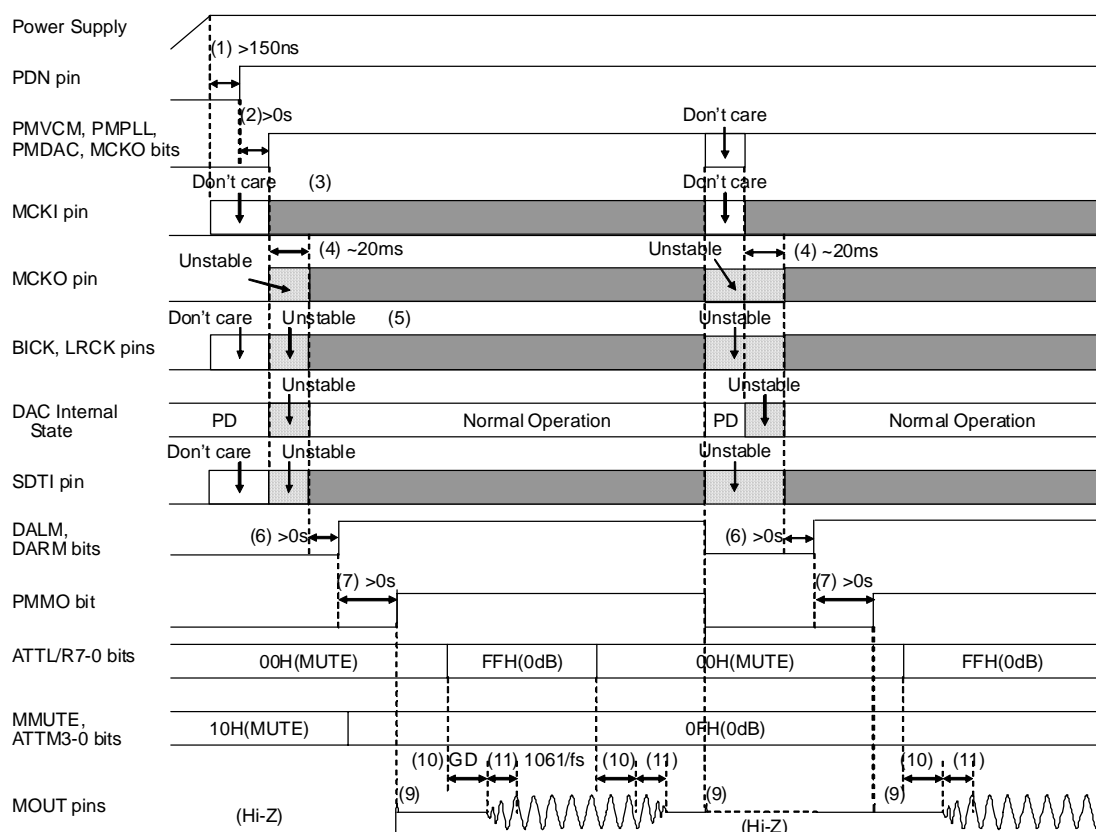 Power Supply
(1) >150ns
PDN pin
(2)>0s
PMVCM, PMPLL,
PMDAC, MCKO bits
Don't care
Don't care (3)
Don't care
MCKI pin
(4) ~20ms
Unstable
Unstable
(4) ~20ms
MCKO pin
Don't care
Unstable (5)
Unstable
BICK, LRCK pins
Unstable
Unstable
DAC Internal
State
PD
Normal Operation
PD
Normal Operation
Don't care
Unstable
Unstable
SDTI pin
DALM,
DARM bits
(6) >0s
(6) >0s
(7) >0s
(7) >0s
PMMO bit
ATTL/R7-0 bits
00H(MUTE)
FFH(0dB)
00H(MUTE)
FFH(0dB)
MMUTE,
ATTM3-0 bits
10H(MUTE)
0FH(0dB)
(10) GD (11) 1061/fs
(10) (11)
(10) (11)
MOUT pins
(Hi-Z)
(9)
(9)
(Hi-Z)
(9)